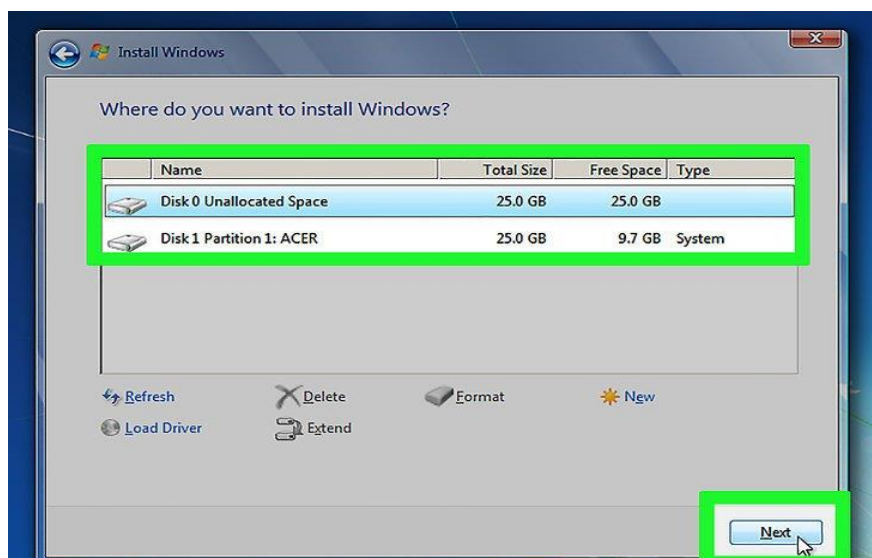 Install Windows
Where do you want to install Windows?
Name Total Size Free Space Type
Disk 0 Unallocated Space 25.0 GB 25.0 GB
Disk 1 Partition 1: ACER 25.0 GB 9.7 GB System
Refresh Delete Format New
Load Driver Extend
Next